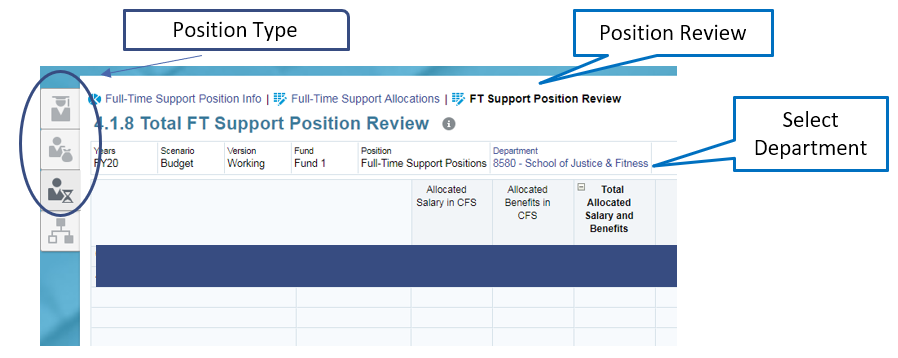 Position Type
Position Review
Full-Time Support Position Info | Full-Time Support Allocations | FT Support Position Review
4.1.8 Total FT Support Position Review
Select
Department
Years Scenario Version Fund Position Department
FY20 Budget Working Fund 1 Full-Time Support Positions 8580 - School of Justice & Fitness
Allocated
Salary in CFS
Allocated
Benefits in
CFS
Total
Allocated
Salary and
Benefits